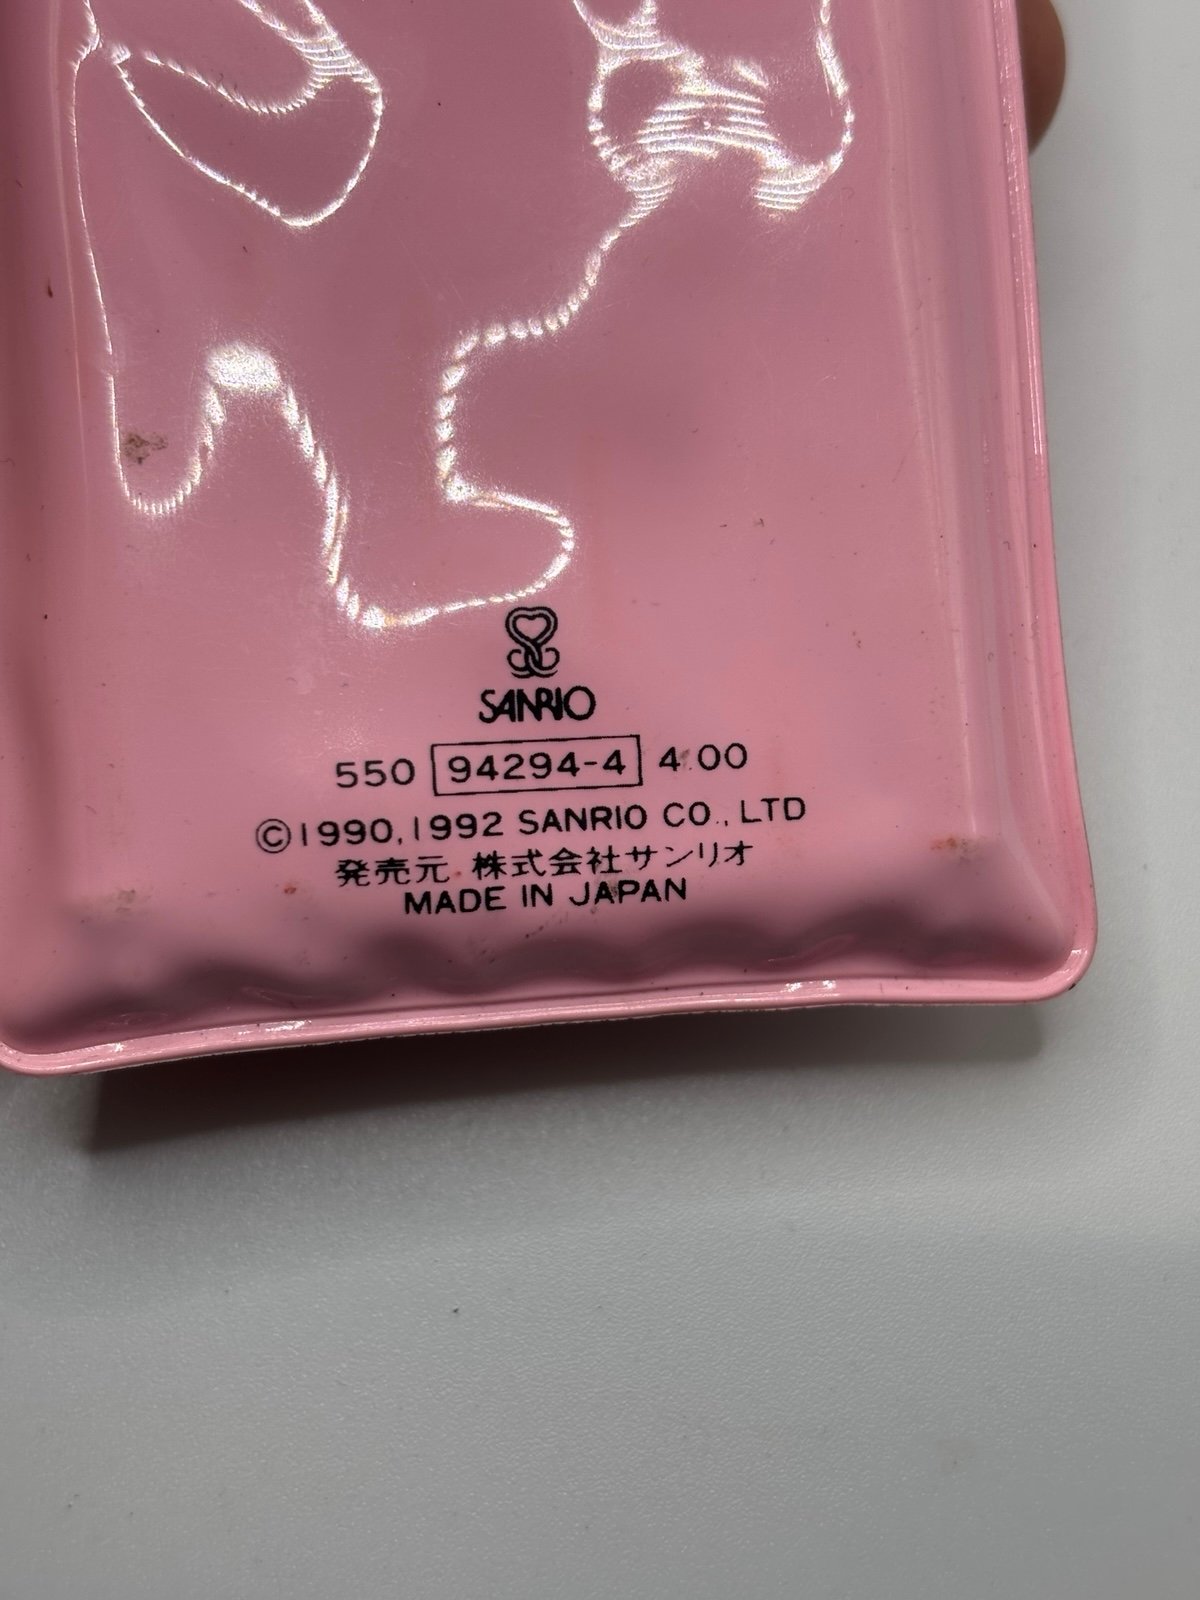 SANRIO
550 94294-4 4.00
©1990,1992 SANRIO CO., LTD
発売元 株式会社サンリオ
MADE IN JAPAN